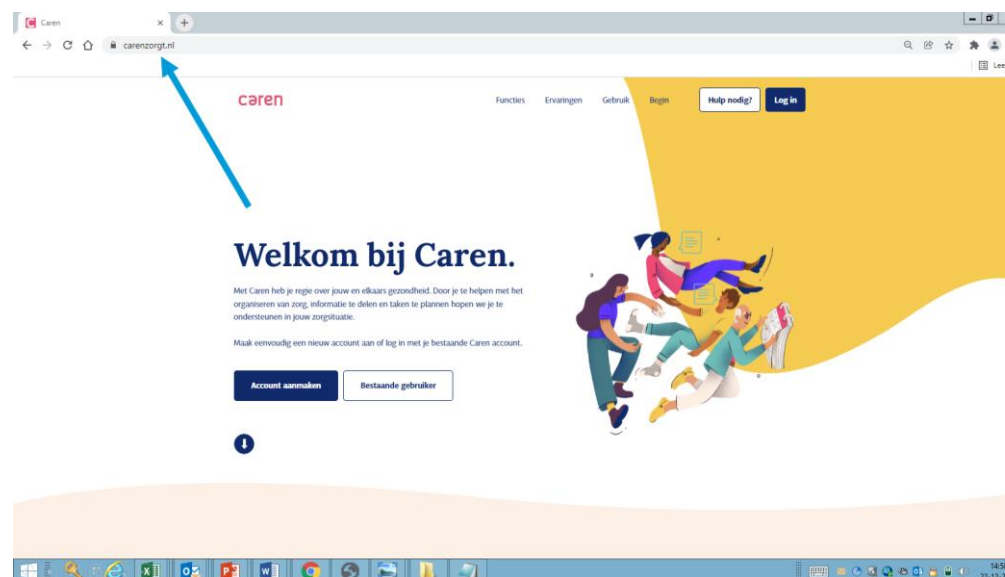 Caren
carenzorgt.nl
Lee
caren
Functies Ervaringen Gebruik Begin Hulp nodig? Log in
Welkom bij Caren.
Met Caren heb je regie over jouw en elkaars gezondheid. Door je te helpen met het
organiseren van zorg, informatie te delen en taken te plannen hopen we je te
ondersteunen in jouw zorgsituatie.
Maak eenvoudig een nieuw account aan of log in met je bestaande Caren account.
Account aanmaken Bestaande gebruiker